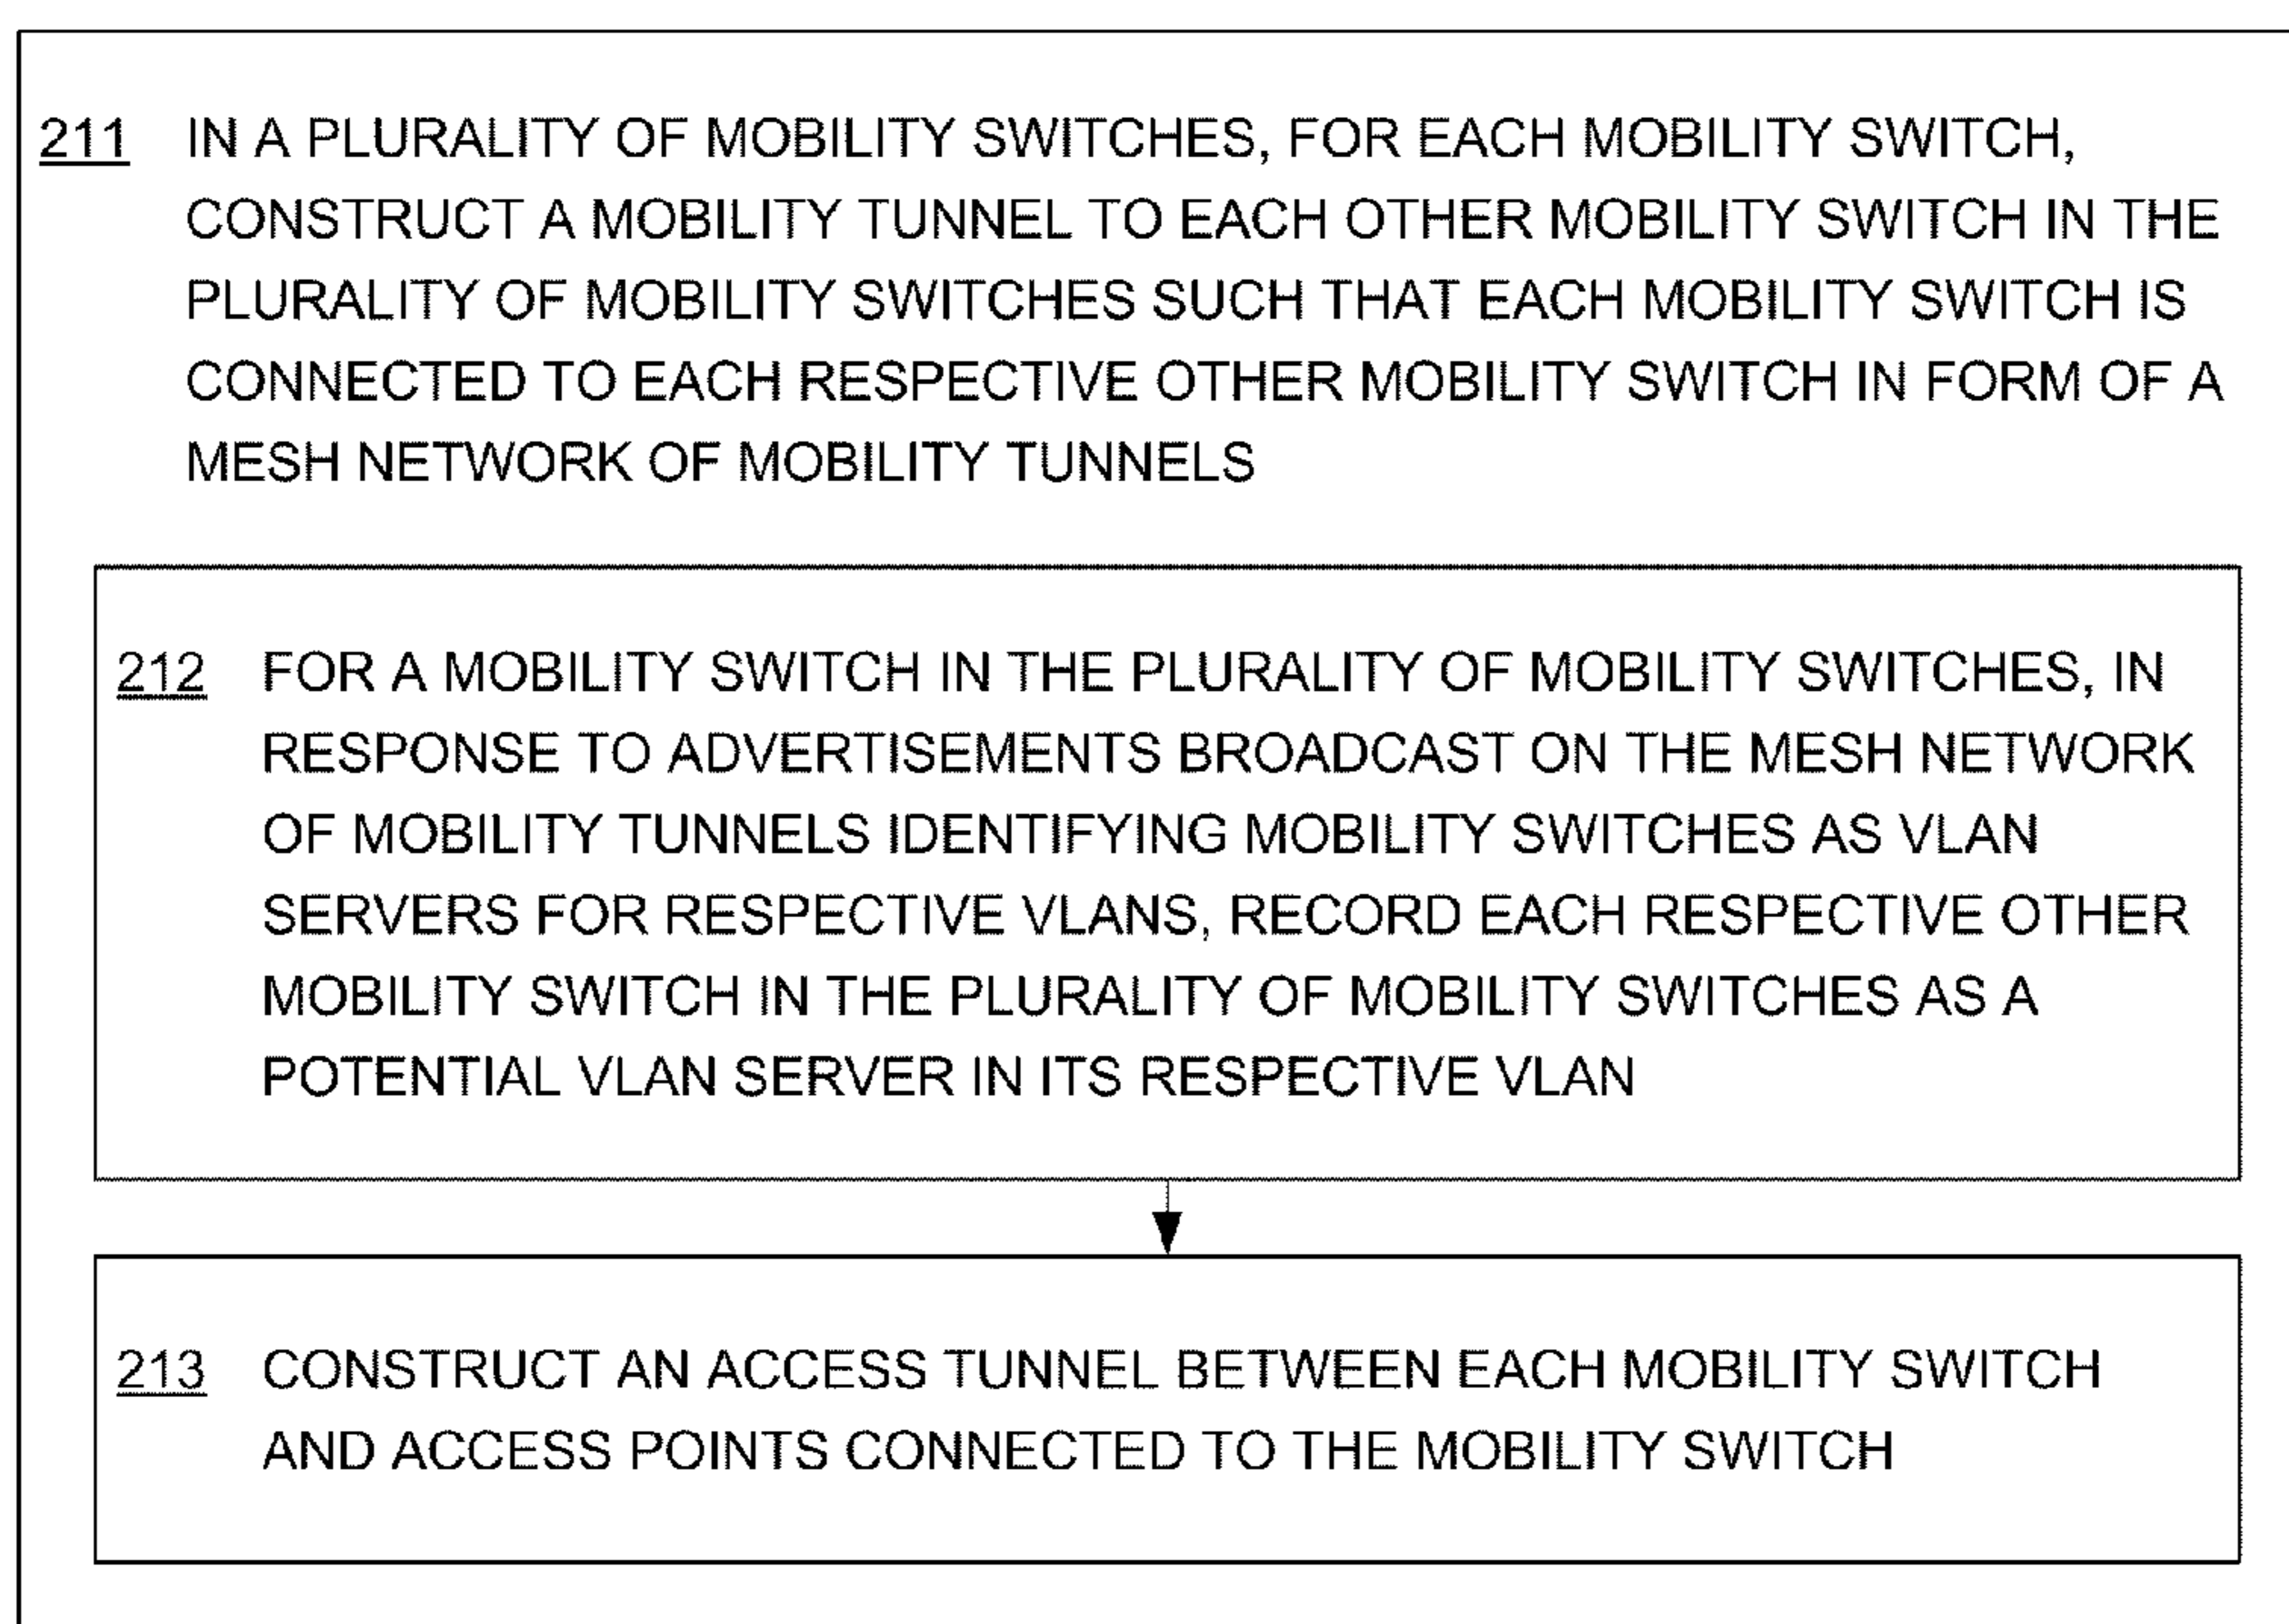 211 IN A PLURALITY OF MOBILITY SWITCHES, FOR EACH MOBILITY SWITCH,
CONSTRUCT A MOBILITY TUNNEL TO EACH OTHER MOBILITY SWITCH IN THE
PLURALITY OF MOBILITY SWITCHES SUCH THAT EACH MOBILITY SWITCH IS
CONNECTED TO EACH RESPECTIVE OTHER MOBILITY SWITCH IN FORM OF A
MESH NETWORK OF MOBILITY TUNNELS
212 FOR A MOBILITY SWITCH IN THE PLURALITY OF MOBILITY SWITCHES, IN
RESPONSE TO ADVERTISEMENTS BROADCAST ON THE MESH NETWORK
OF MOBILITY TUNNELS IDENTIFYING MOBILITY SWITCHES AS VLAN
SERVERS FOR RESPECTIVE VLANS, RECORD EACH RESPECTIVE OTHER
MOBILITY SWITCH IN THE PLURALITY OF MOBILITY SWITCHES AS A
POTENTIAL VLAN SERVER IN ITS RESPECTIVE VLAN
213 CONSTRUCT AN ACCESS TUNNEL BETWEEN EACH MOBILITY SWITCH
AND ACCESS POINTS CONNECTED TO THE MOBILITY SWITCH